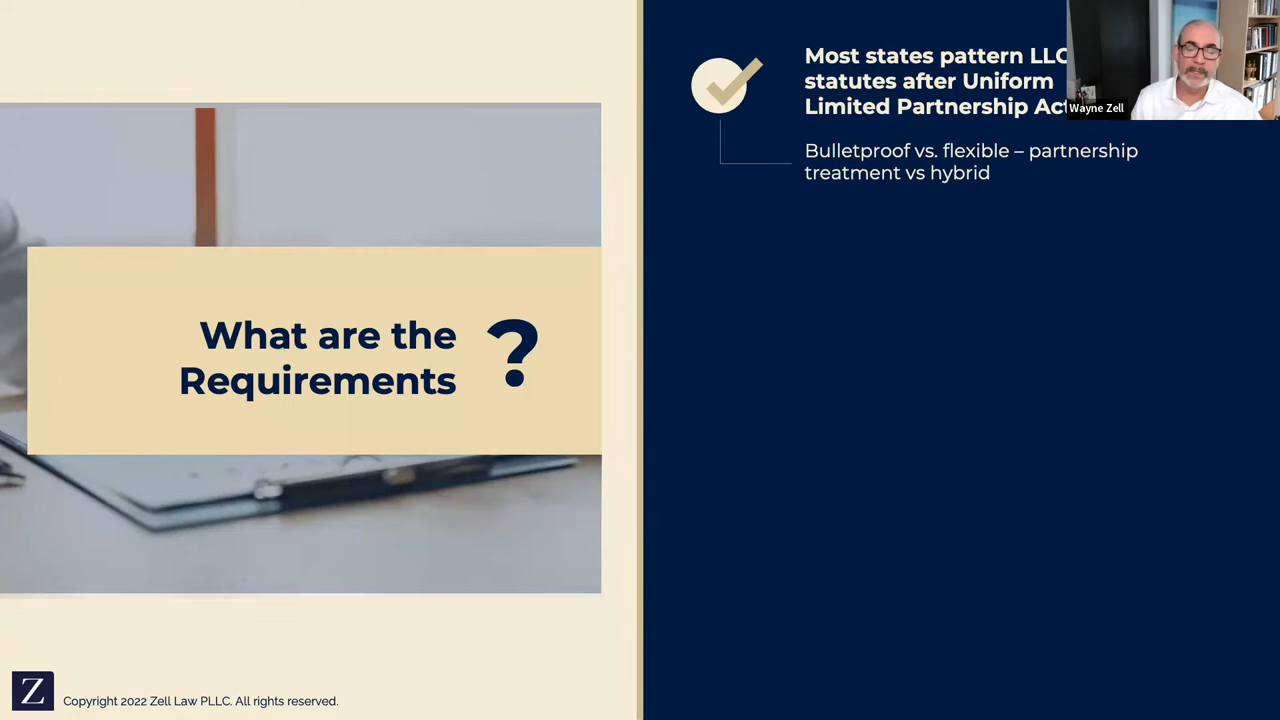 What are the
Requirements
?
Most states pattern LLC
statutes after Uniform
Limited Partnership Act
Bulletproof vs. flexible – partnership
treatment vs hybrid
Wayne Zell
Z
Copyright 2022 Zell Law PLLC. All rights reserved.